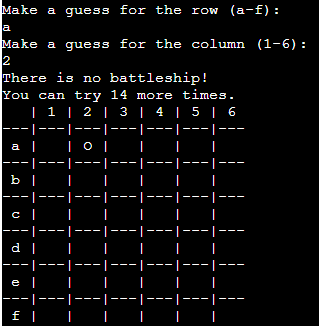 Make a guess for the row (a-f):
a
Make a guess for the column (1-6):
2
There is no battleship!
You can try 14 more times.
   | 1 | 2 | 3 | 4 | 5 | 6
---|---|---|---|---|---|---
 a |   | O |   |   |   |
---|---|---|---|---|---|---
 b |   |   |   |   |   |
---|---|---|---|---|---|---
 c |   |   |   |   |   |
---|---|---|---|---|---|---
 d |   |   |   |   |   |
---|---|---|---|---|---|---
 e |   |   |   |   |   |
---|---|---|---|---|---|---
 f |   |   |   |   |   |